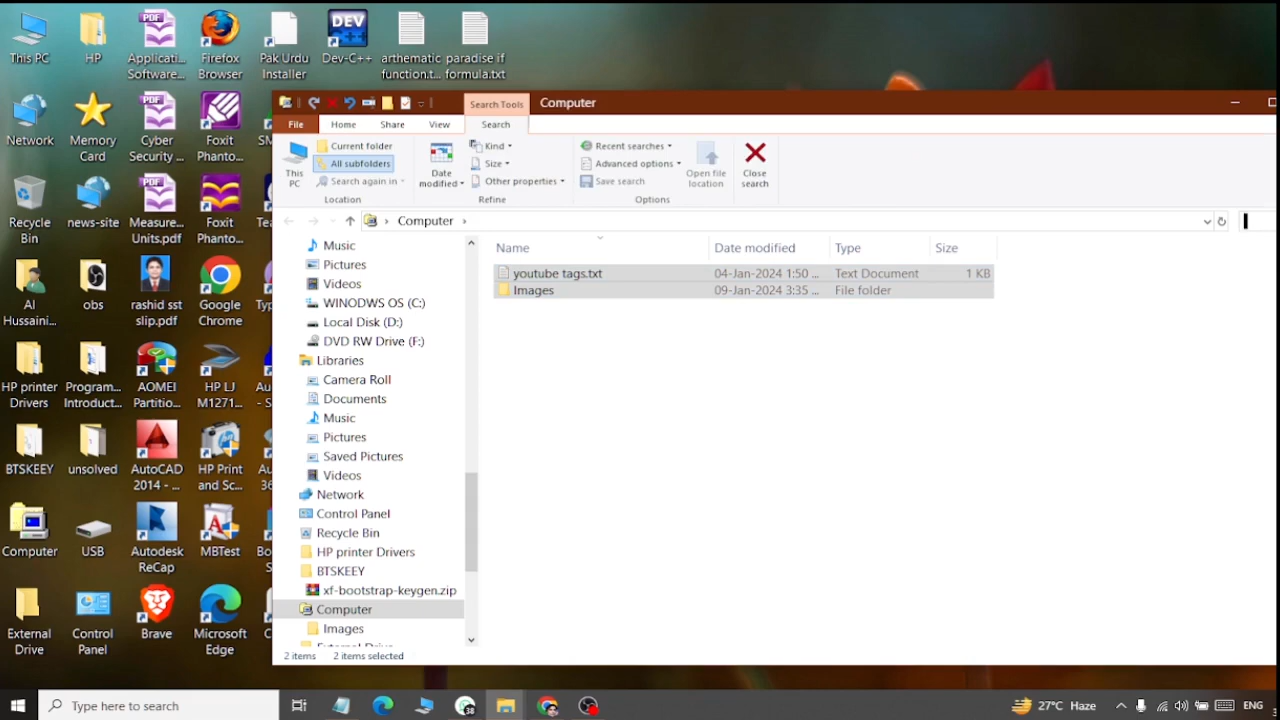 This PC
HP
Applicati...
Software...
Firefox
Browser
Pak Urdu
Installer
Dev-C++
arthematic
function.t...
paradise if
formula.txt
Network
Memory
Card
Cyber
Security ...
Foxit
Phanto...
Recycle
Bin
news-site
Measure...
Units.pdf
Foxit
Phanto...
Al
Hussaini...
obs
rashid sst
slip.pdf
Google
Chrome
HP printer
Drivers
Program...
Introduct...
AOMEI
Partitio...
HP LJ
M1271...
BTSKEEY
unsolved
AutoCAD
2014 - ...
HP Print
and Sc...
Computer
USB
Autodesk
ReCap
MBTest
External
Drive
Control
Panel
Brave
Microsoft
Edge
Search Tools
Computer
File
Home
Share
View
Search
This
PC
Current folder
All subfolders
Search again in
Location
Date
modified
Kind
Size
Other properties
Refine
Recent searches
Advanced options
Save search
Options
Open file
location
Close
search
Computer
Music
Pictures
Videos
WINODWS OS (C:)
Local Disk (D:)
DVD RW Drive (F:)
Libraries
Camera Roll
Documents
Music
Pictures
Saved Pictures
Videos
Network
Control Panel
Recycle Bin
HP printer Drivers
BTSKEEY
xf-bootstrap-keygen.zip
Computer
Images
Name Date modified Type Size
youtube tags.txt 04-Jan-2024 1:50 ... Text Document 1 KB
Images 09-Jan-2024 3:35 ... File folder
2 items 2 items selected
Type here to search
38
27°C Haze
ENG